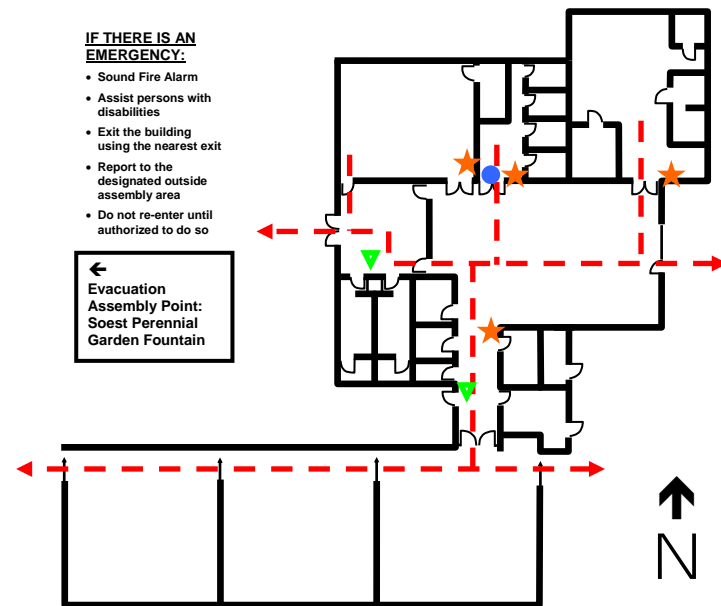 IF THERE IS AN
EMERGENCY:
• Sound Fire Alarm
• Assist persons with
disabilities
• Exit the building
using the nearest exit
• Report to the
designated outside
assembly area
• Do not re-enter until
authorized to do so
←
Evacuation
Assembly Point:
Soest Perennial
Garden Fountain
N